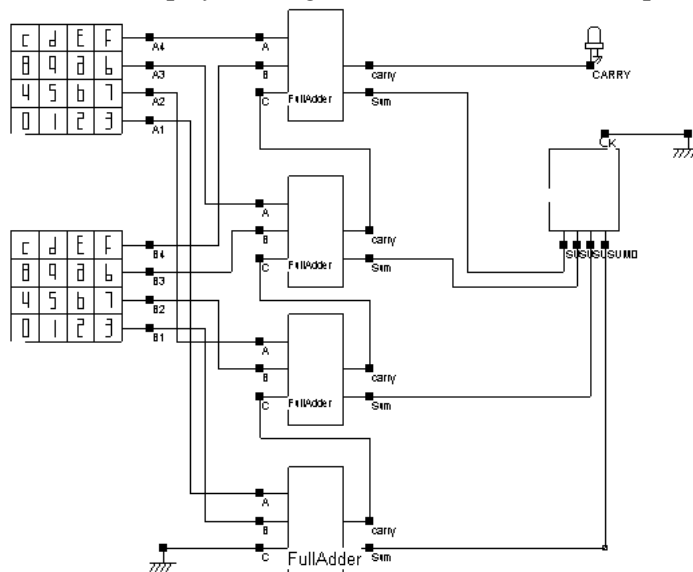 c d E F
8 9 a b
4 5 6 7
0 1 2 3
A4
A3
A2
A1
A
B
C
FullAdder
carry
Sum
CARRY
CK
A
B
C
FullAdder
carry
Sum
SUMO
c d E F
8 9 a b
4 5 6 7
0 1 2 3
B4
B3
B2
B1
A
B
C
FullAdder
carry
Sum
A
B
C
FullAdder
carry
Sum